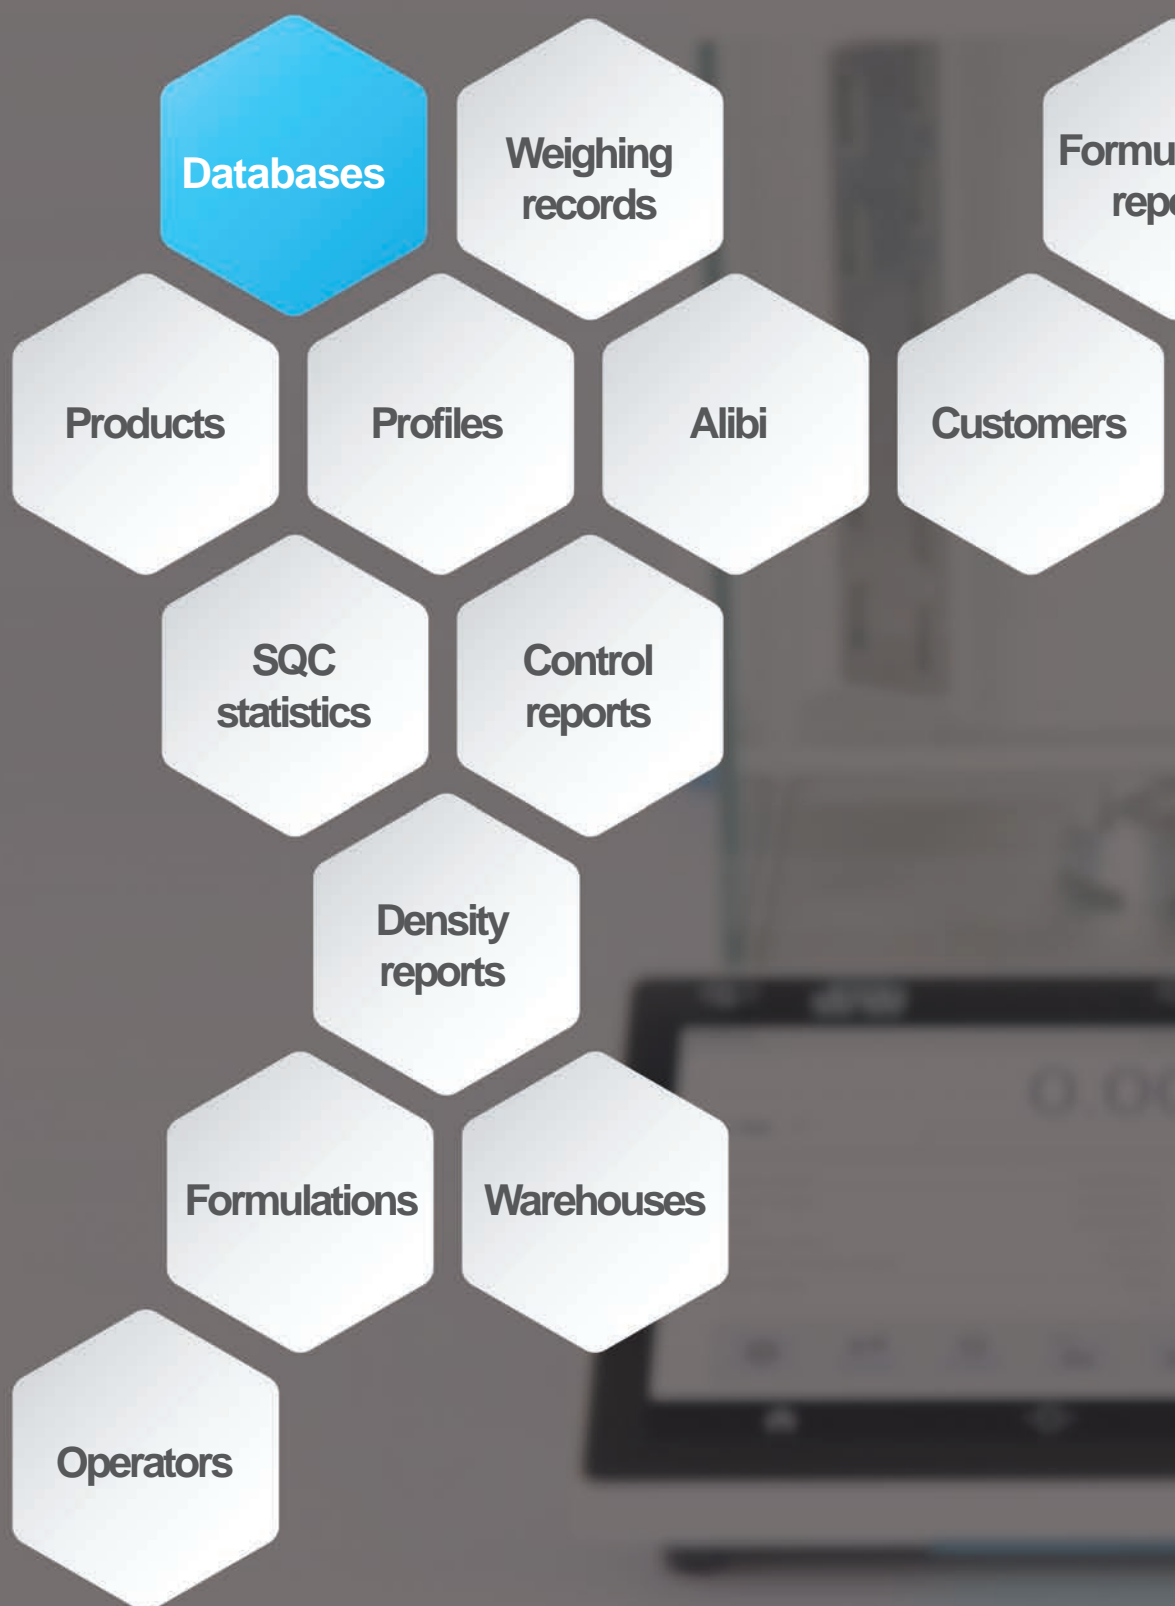 Databases
Weighing
records
Products
Profiles
Alibi
Customers
SQC
statistics
Control
reports
Density
reports
Formulations
Warehouses
Operators